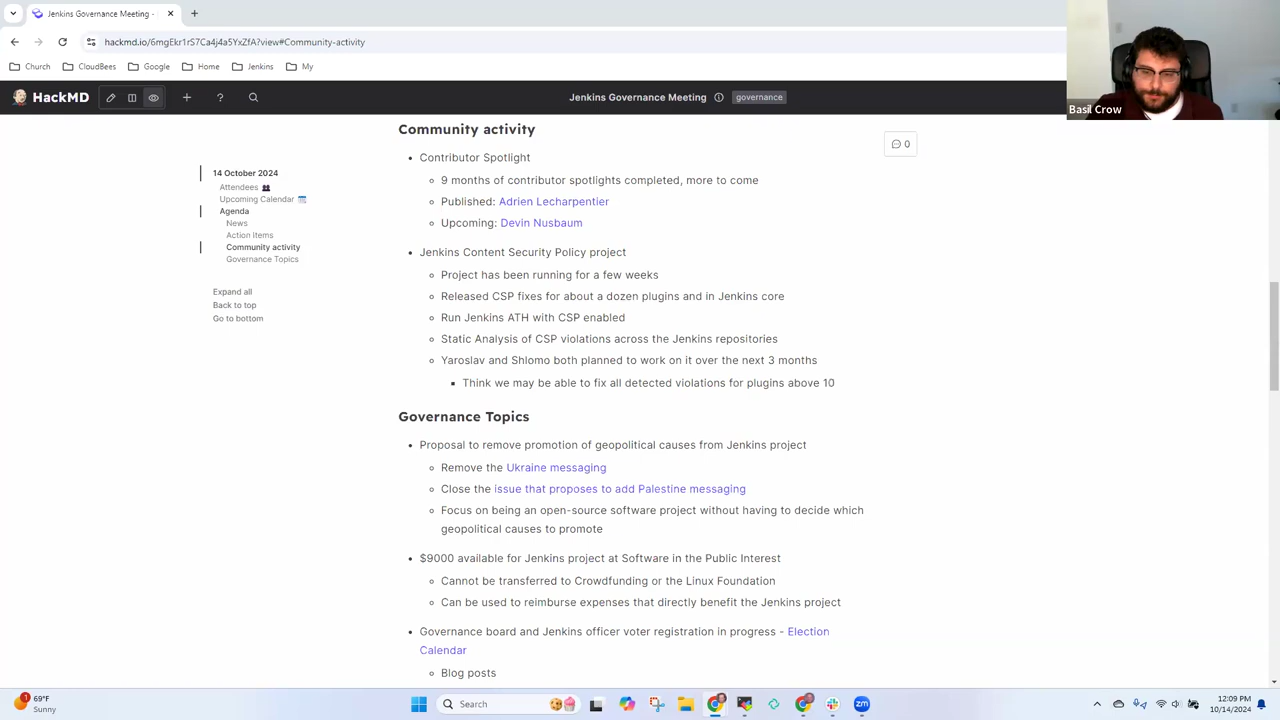 Jenkins Governance Meeting -
hackmd.io/6mgEkr1rS7Ca4j4a5YxZfA?view#Community-activity
Church
CloudBees
Google
Home
Jenkins
My
HackMD
Jenkins Governance Meeting
governance
Basil Crow
14 October 2024
Attendees
Upcoming Calendar
Agenda
News
Action Items
Community activity
Governance Topics
Expand all
Back to top
Go to bottom
Community activity
0
Contributor Spotlight
9 months of contributor spotlights completed, more to come
Published: Adrien Lecharpentier
Upcoming: Devin Nusbaum
Jenkins Content Security Policy project
Project has been running for a few weeks
Released CSP fixes for about a dozen plugins and in Jenkins core
Run Jenkins ATH with CSP enabled
Static Analysis of CSP violations across the Jenkins repositories
Yaroslav and Shlomo both planned to work on it over the next 3 months
Think we may be able to fix all detected violations for plugins above 10
Governance Topics
Proposal to remove promotion of geopolitical causes from Jenkins project
Remove the Ukraine messaging
Close the issue that proposes to add Palestine messaging
Focus on being an open-source software project without having to decide which
geopolitical causes to promote
$9000 available for Jenkins project at Software in the Public Interest
Cannot be transferred to Crowdfunding or the Linux Foundation
Can be used to reimburse expenses that directly benefit the Jenkins project
Governance board and Jenkins officer voter registration in progress - Election
Calendar
Blog posts
1
69°F
Sunny
Search
12:09 PM
10/14/2024